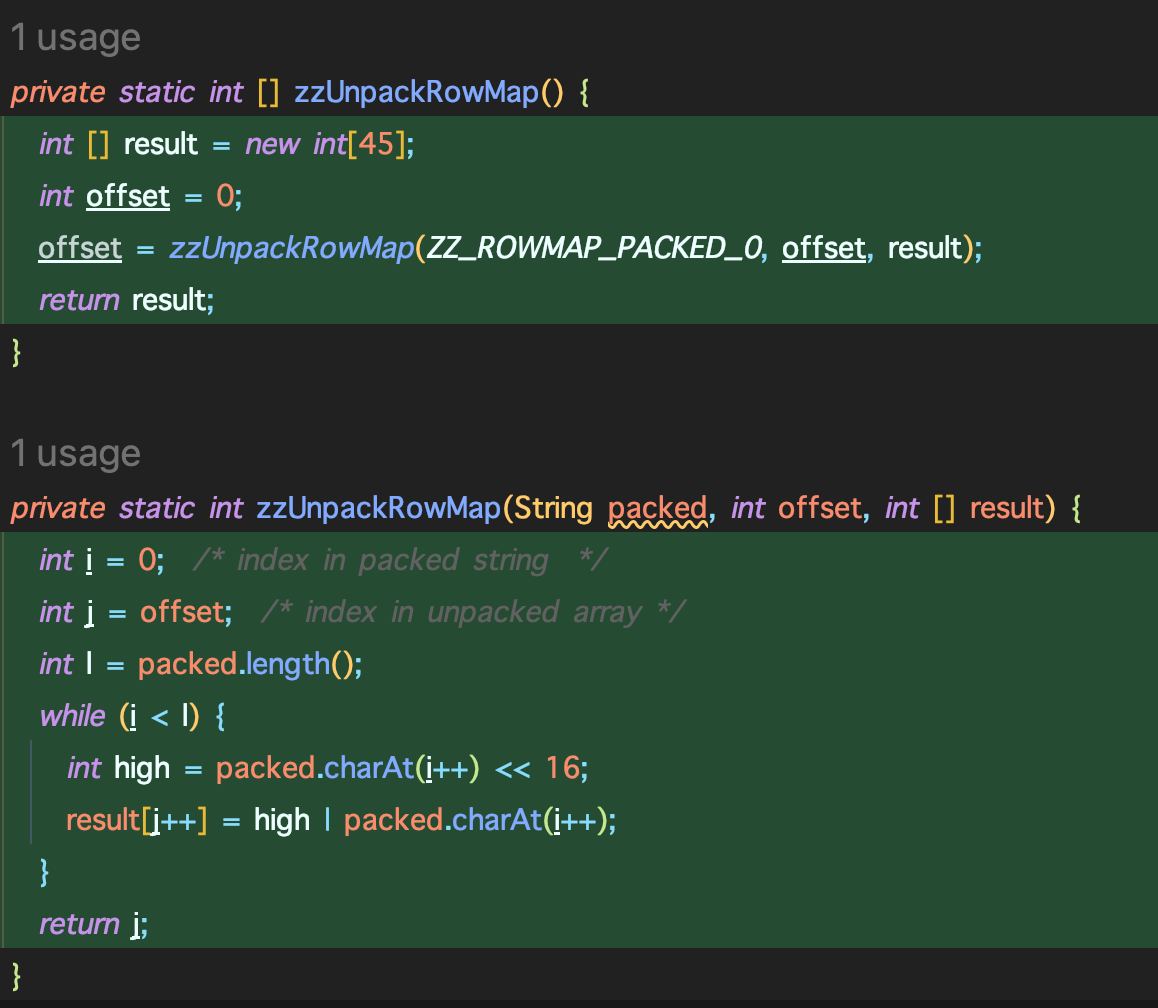 1 usage
private static int [] zzUnpackRowMap() {
int [] result = new int[45];
int offset = 0;
offset = zzUnpackRowMap(ZZ_ROWMAP_PACKED_0, offset, result);
return result;
}
1 usage
private static int zzUnpackRowMap(String packed, int offset, int [] result) {
int i = 0;  /* index in packed string  */
int j = offset;  /* index in unpacked array */
int l = packed.length();
while (i < l) {
int high = packed.charAt(i++) << 16;
result[j++] = high | packed.charAt(i++);
}
return j;
}